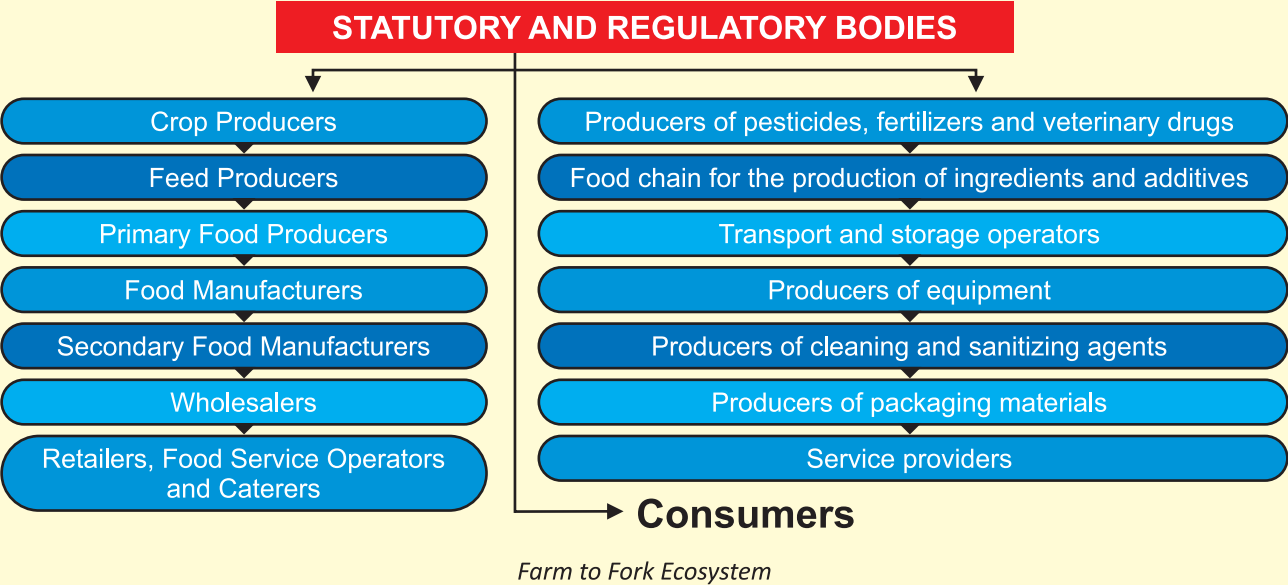 STATUTORY AND REGULATORY BODIES
Crop Producers
Feed Producers
Primary Food Producers
Food Manufacturers
Secondary Food Manufacturers
Wholesalers
Retailers, Food Service Operators
and Caterers
Producers of pesticides, fertilizers and veterinary drugs
Food chain for the production of ingredients and additives
Transport and storage operators
Producers of equipment
Producers of cleaning and sanitizing agents
Producers of packaging materials
Service providers
Consumers
Farm to Fork Ecosystem